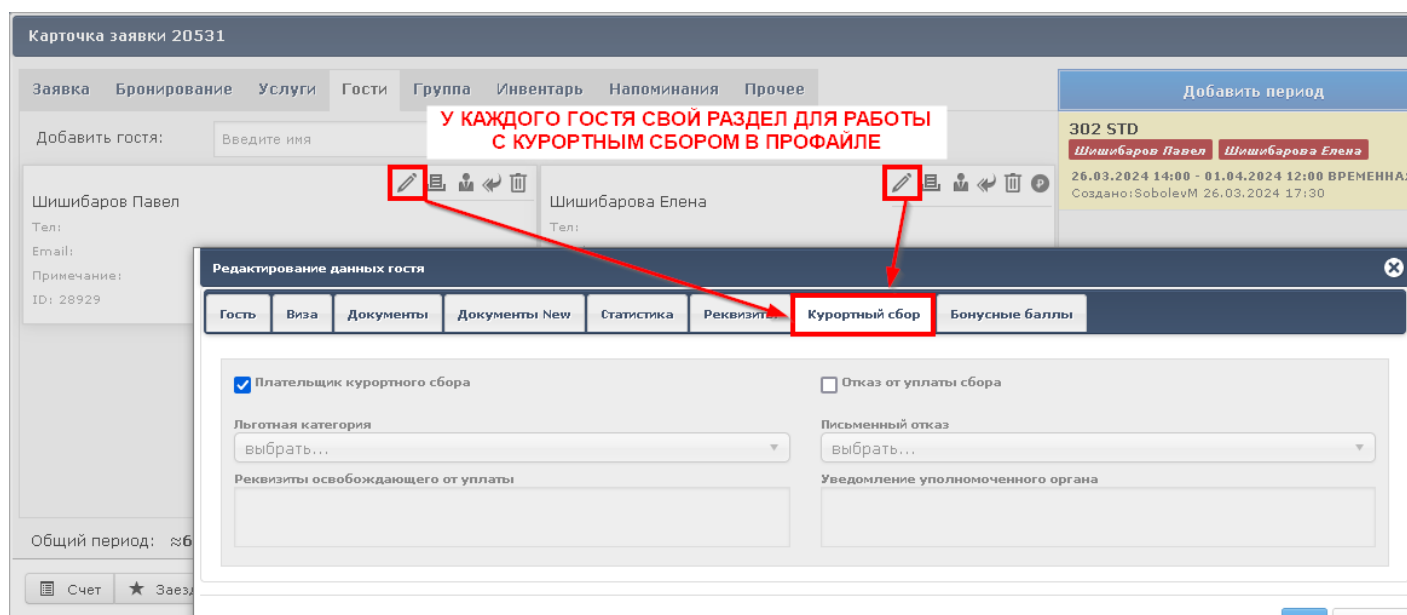 Карточка заявки 20531
Заявка Бронирование Услуги Гости Группа Инвентарь Напоминания Прочее
Добавить период
У КАЖДОГО ГОСТЯ СВОЙ РАЗДЕЛ ДЛЯ РАБОТЫ
С КУРОРТНЫМ СБОРОМ В ПРОФАЙЛЕ
Добавить гостя: Введите имя
302 STD
Шишибаров Павел Шишибарова Елена
26.03.2024 14:00 - 01.04.2024 12:00 ВРЕМЕННАЯ
Создано:SobolevM 26.03.2024 17:30
Шишибаров Павел
Тел:
Email:
Примечание:
ID: 28929
Шишибарова Елена
Тел:
Редактирование данных гостя
Гость Виза Документы Документы New Статистика Реквизиты Курортный сбор Бонусные баллы
Плательщик курортного сбора
Отказ от уплаты сбора
Льготная категория
выбрать...
Письменный отказ
выбрать...
Реквизиты освобождающего от уплаты
Уведомление уполномоченного органа
Общий период: ≈6
Счет Заезд